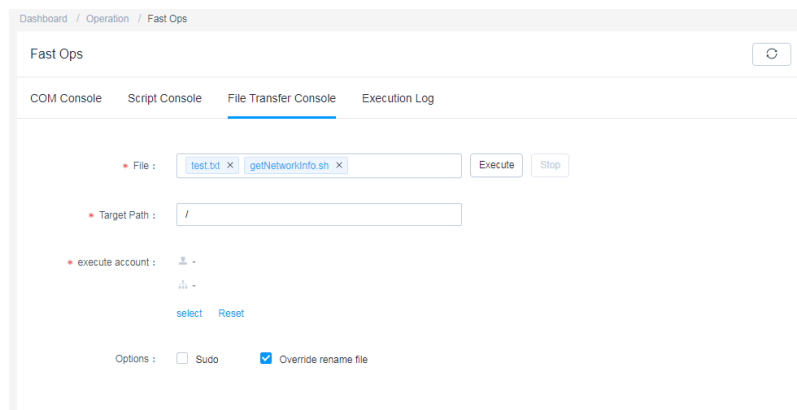 Dashboard / Operation / Fast Ops
Fast Ops
COM Console Script Console File Transfer Console Execution Log
* File : test.txt × getNetworkInfo.sh × Execute Stop
* Target Path : /
* execute account : -
-
select Reset
Options : Sudo Override rename file